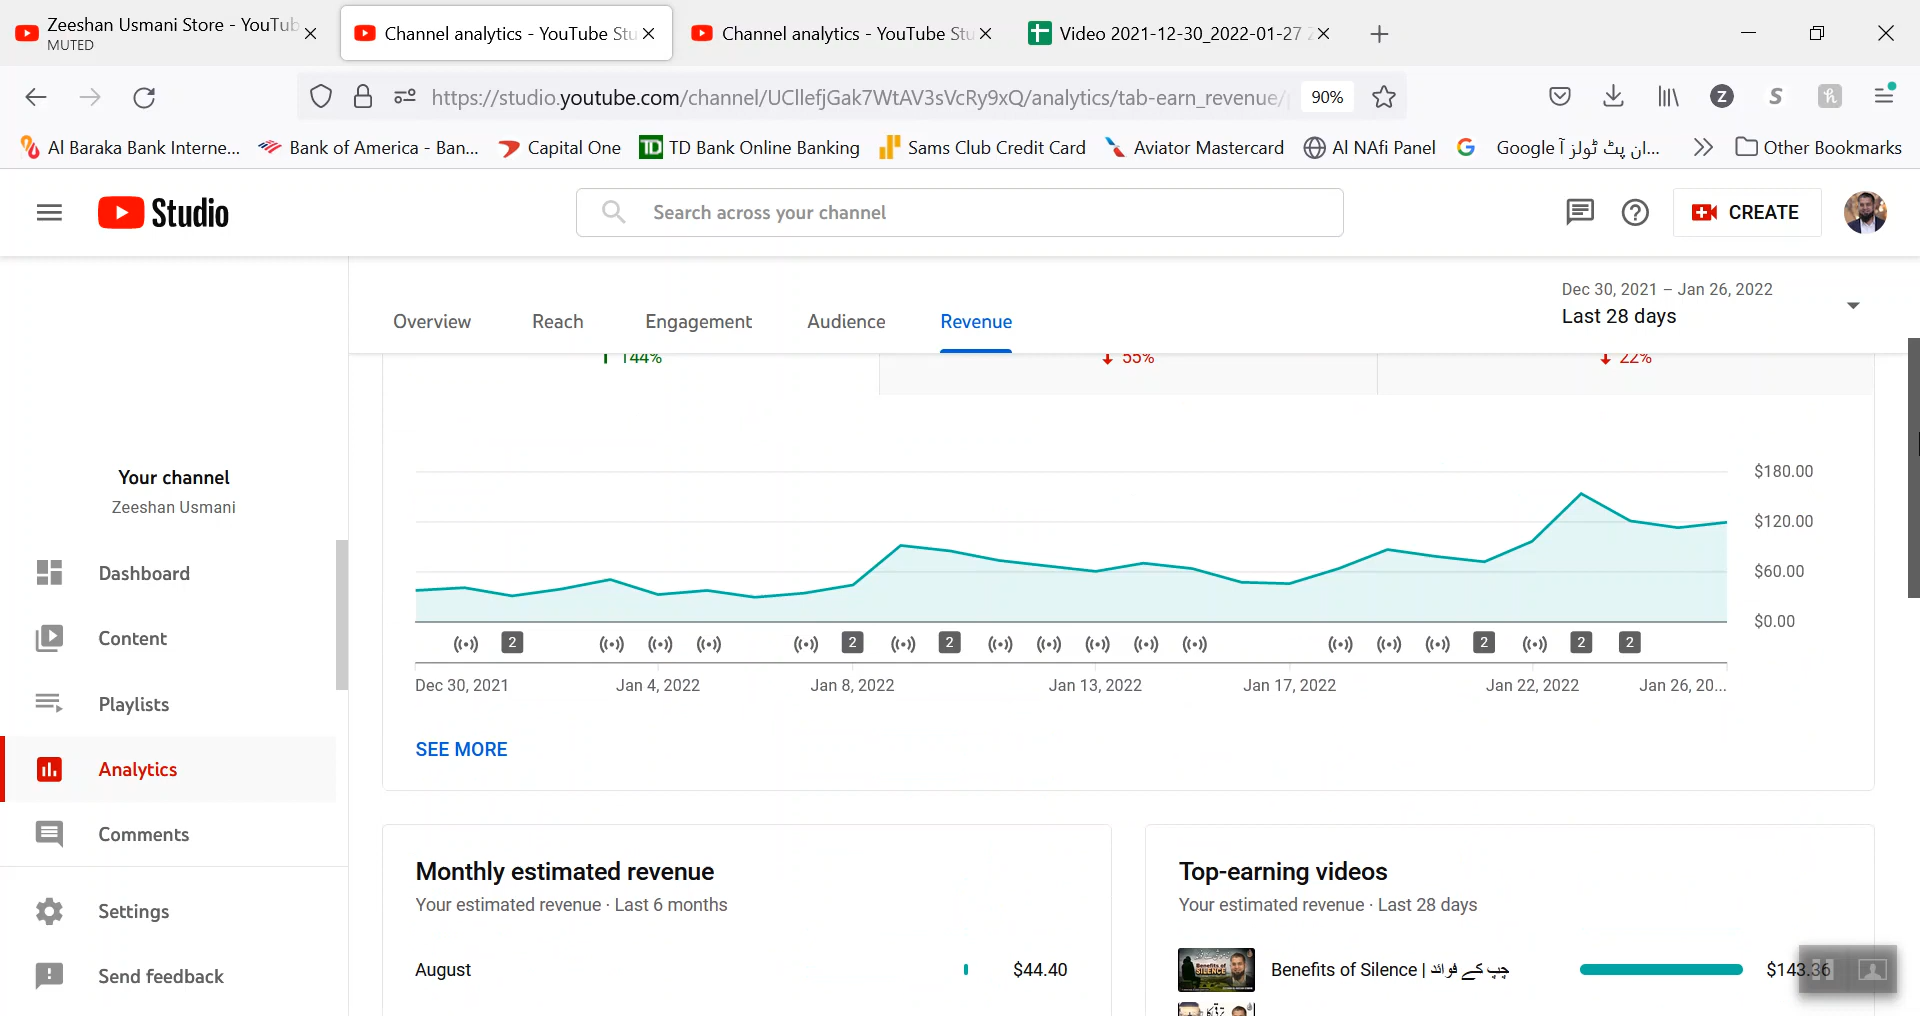 Zeeshan Usmani Store - YouTub
MUTED
Channel analytics - YouTube Stu
Channel analytics - YouTube Stu
Video 2021-12-30_2022-01-27 Z
https://studio.youtube.com/channel/UCllefjGak7WtAV3sVcRy9xQ/analytics/tab-earn_revenue/
90%
Al Baraka Bank Interne...
Bank of America - Ban...
Capital One
TD Bank Online Banking
Sams Club Credit Card
Aviator Mastercard
Al NAfi Panel
Google ان پٹ ٹولز آ...
Other Bookmarks
Studio
Search across your channel
CREATE
Overview
Reach
Engagement
Audience
Revenue
Dec 30, 2021 – Jan 26, 2022
Last 28 days
144%
55%
22%
Your channel
Zeeshan Usmani
Dashboard
Content
Playlists
Analytics
Comments
Settings
Send feedback
$180.00
$120.00
$60.00
$0.00
2 2 2 2 2 2
Dec 30, 2021
Jan 4, 2022
Jan 8, 2022
Jan 13, 2022
Jan 17, 2022
Jan 22, 2022
Jan 26, 20...
SEE MORE
Monthly estimated revenue
Your estimated revenue · Last 6 months
August
$44.40
Top-earning videos
Your estimated revenue · Last 28 days
Benefits of Silence | چپ کے فوائد
$143.36